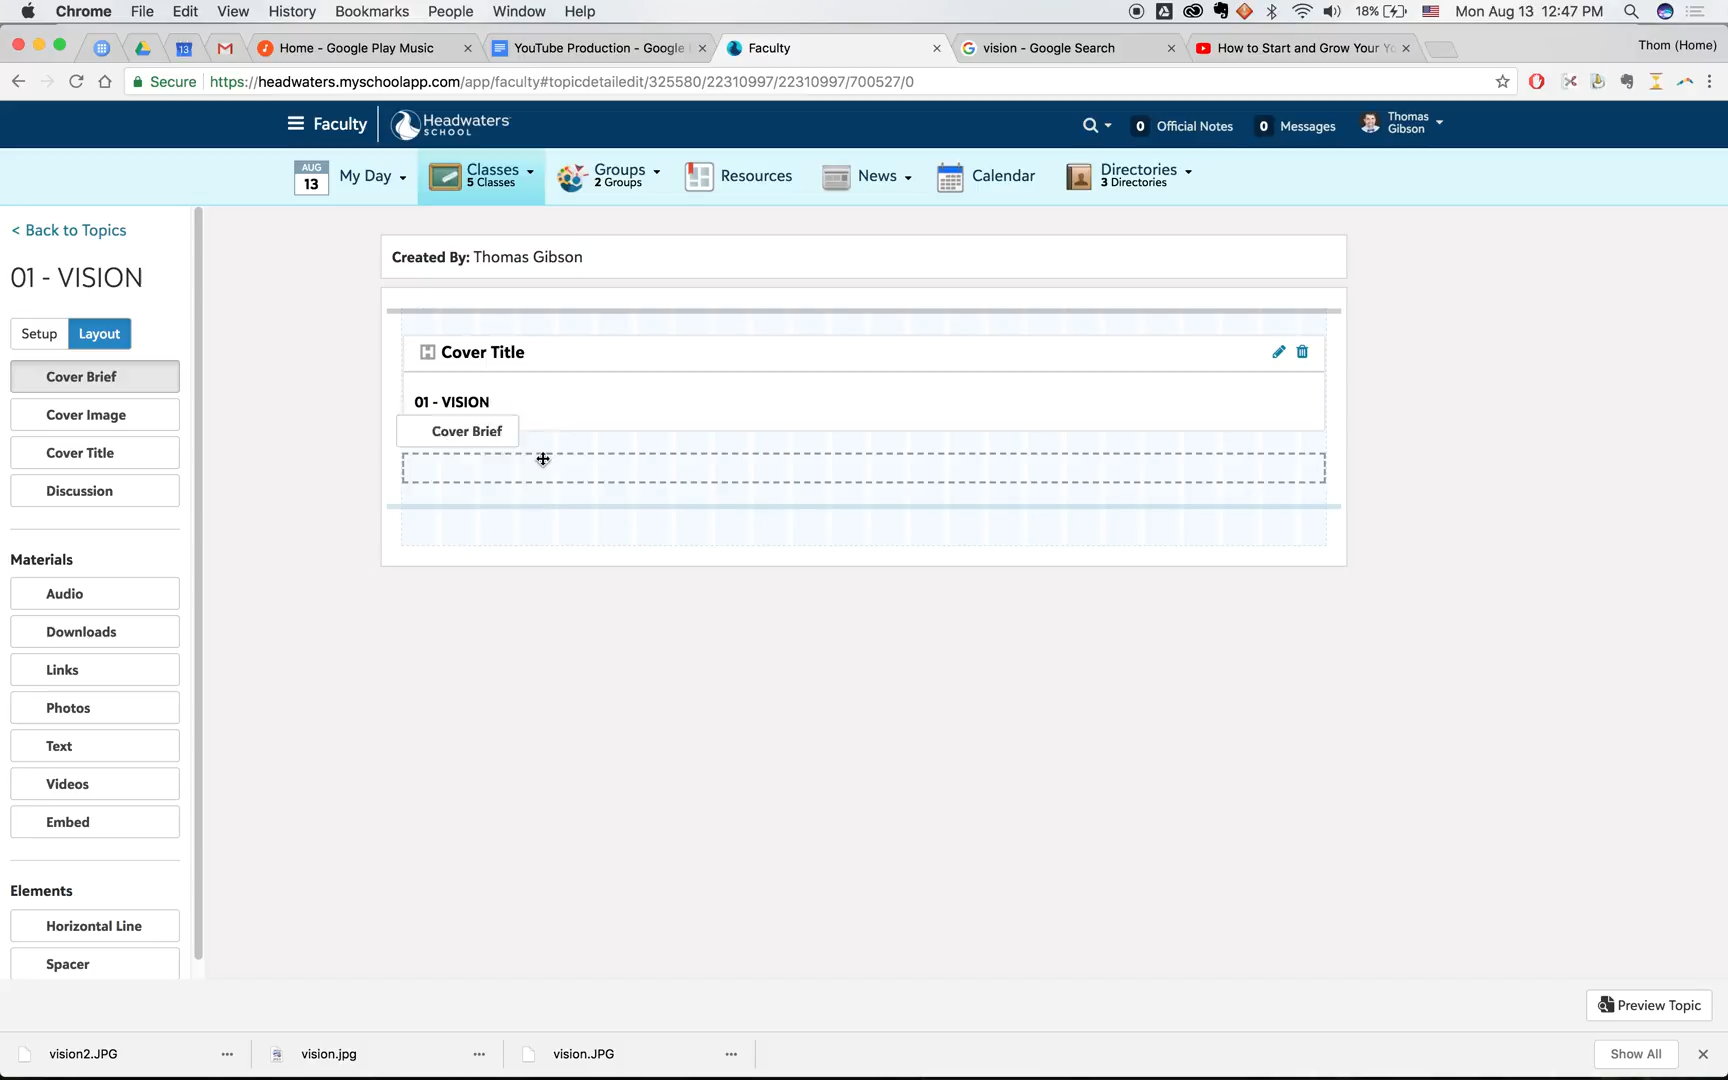 Chrome File Edit View History Bookmarks People Window Help 18% Mon Aug 13 12:47 PM
13 Home - Google Play Music YouTube Production - Google Faculty vision - Google Search How to Start and Grow Your Thom (Home)
Secure https://headwaters.myschoolapp.com/app/faculty#topicdetailedit/325580/22310997/22310997/700527/0
Faculty Headwaters SCHOOL 0 Official Notes 0 Messages Thomas Gibson
AUG 13 My Day Classes 5 Classes Groups 2 Groups Resources News Calendar Directories 3 Directories
< Back to Topics
Created By: Thomas Gibson
01 - VISION
Setup Layout
Cover Title
Cover Brief
01 - VISION
Cover Image
Cover Brief
Cover Title
Discussion
Materials
Audio
Downloads
Links
Photos
Text
Videos
Embed
Elements
Horizontal Line
Spacer
Preview Topic
vision2.JPG vision.jpg vision.JPG Show All